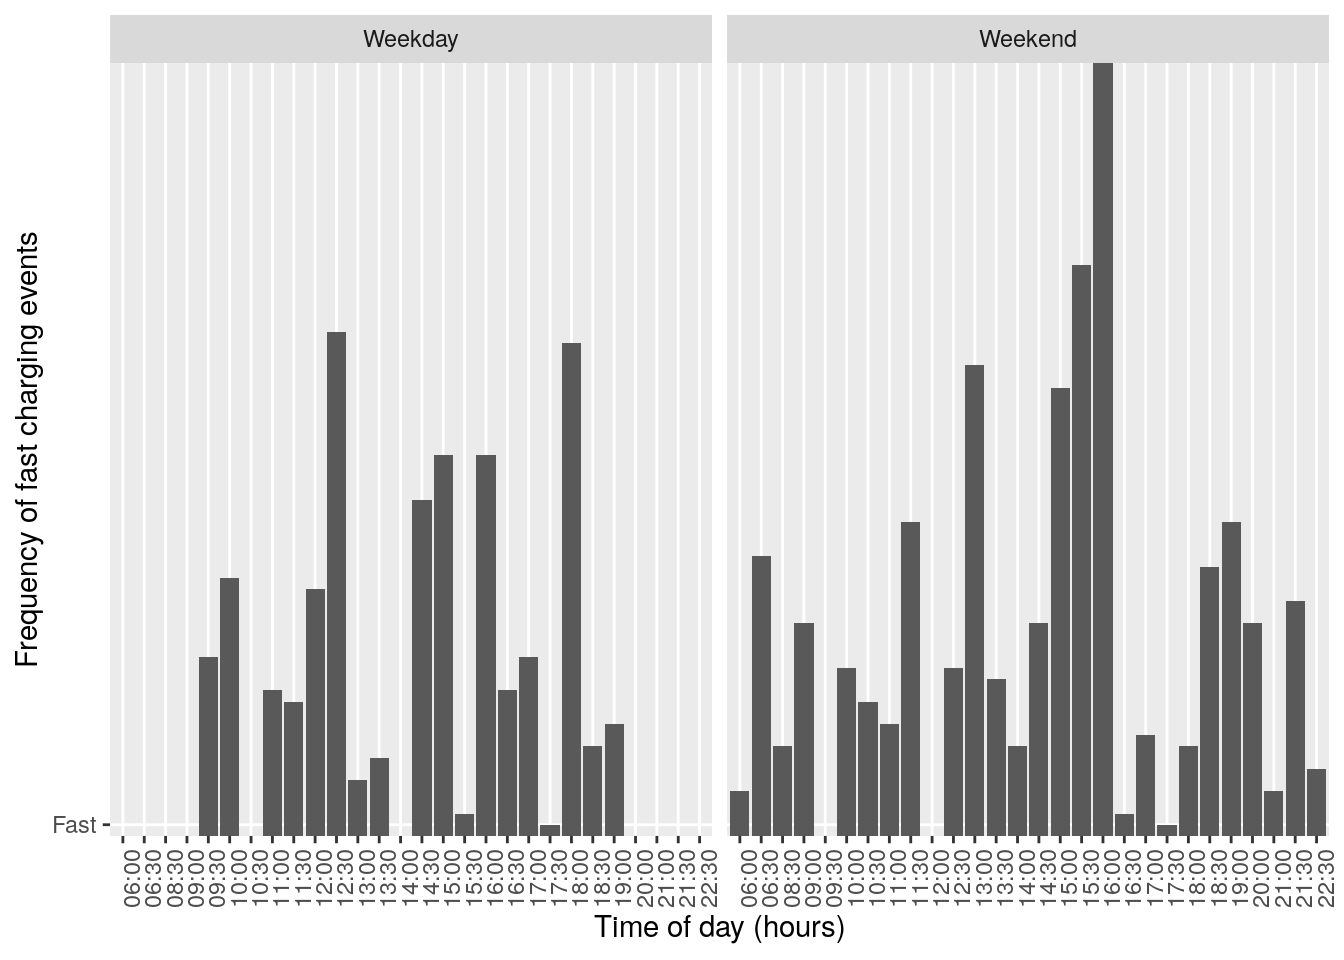 Weekday
Weekend
Frequency of fast charging events
Fast
06:00 06:30 08:30 09:00 09:30 10:00 10:30 11:00 11:30 12:00 12:30 13:00 13:30 14:00 14:30 15:00 15:30 16:00 16:30 17:00 17:30 18:00 18:30 19:00 20:00 21:00 21:30 22:30
06:00 06:30 08:30 09:00 09:30 10:00 10:30 11:00 11:30 12:00 12:30 13:00 13:30 14:00 14:30 15:00 15:30 16:00 16:30 17:00 17:30 18:00 18:30 19:00 20:00 21:00 21:30 22:30
Time of day (hours)